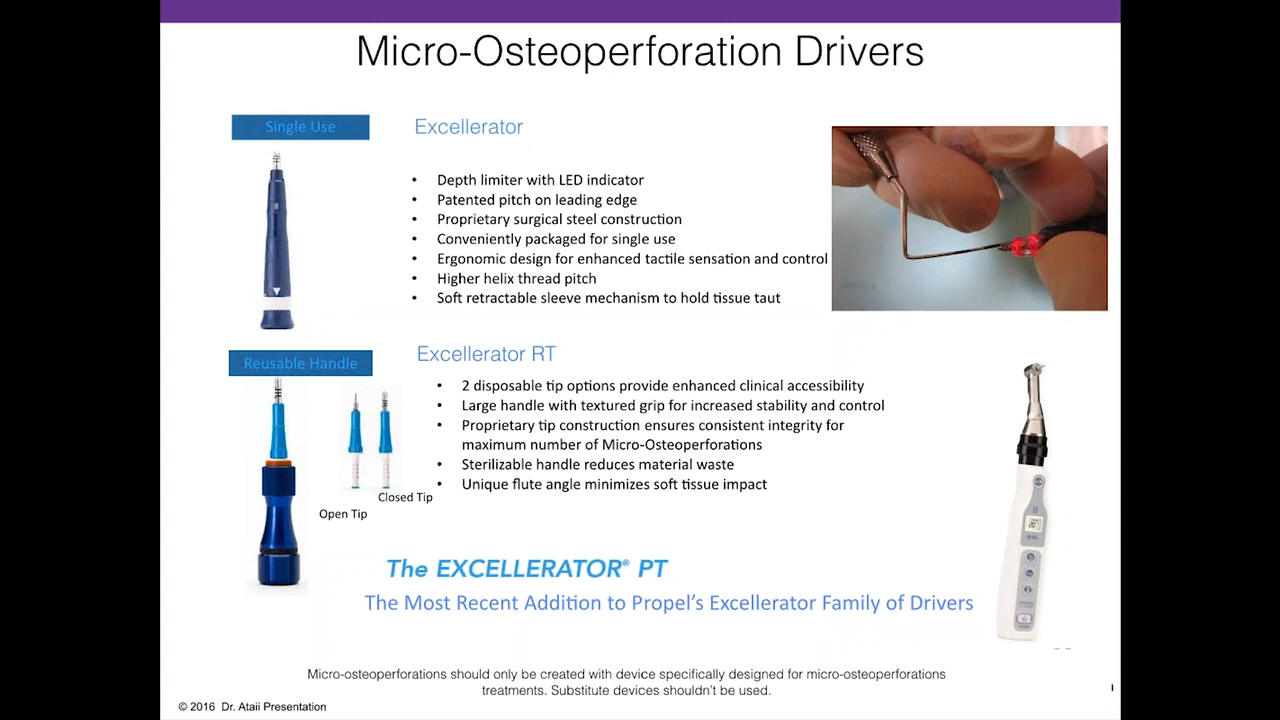 Micro-Osteoperforation Drivers
Single Use
Excellerator
• Depth limiter with LED indicator
• Patented pitch on leading edge
• Proprietary surgical steel construction
• Conveniently packaged for single use
• Ergonomic design for enhanced tactile sensation and control
• Higher helix thread pitch
• Soft retractable sleeve mechanism to hold tissue taut
Reusable Handle
Excellerator RT
• 2 disposable tip options provide enhanced clinical accessibility
• Large handle with textured grip for increased stability and control
• Proprietary tip construction ensures consistent integrity for
maximum number of Micro-Osteoperforations
• Sterilizable handle reduces material waste
• Unique flute angle minimizes soft tissue impact
Closed Tip
Open Tip
The EXCELLERATOR® PT
The Most Recent Addition to Propel’s Excellerator Family of Drivers
Micro-osteoperforations should only be created with device specifically designed for micro-osteoperforations
treatments. Substitute devices shouldn’t be used.
© 2016 Dr. Ataii Presentation